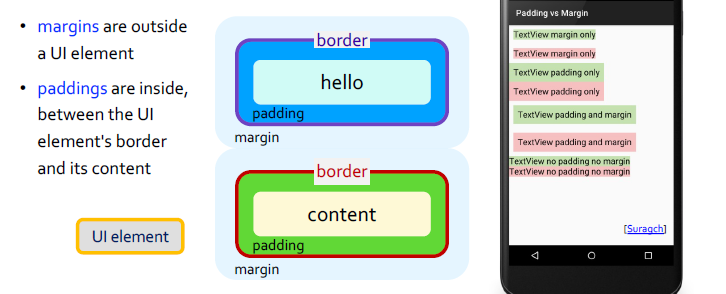 • margins are outside
a UI element
• paddings are inside,
between the UI
element's border
and its content
UI element
border
hello
padding
margin
border
content
padding
margin
Padding vs Margin
TextView margin only
TextView margin only
TextView padding only
TextView padding only
TextView padding and margin
TextView padding and margin
TextView no padding no margin
TextView no padding no margin
[Suragch]